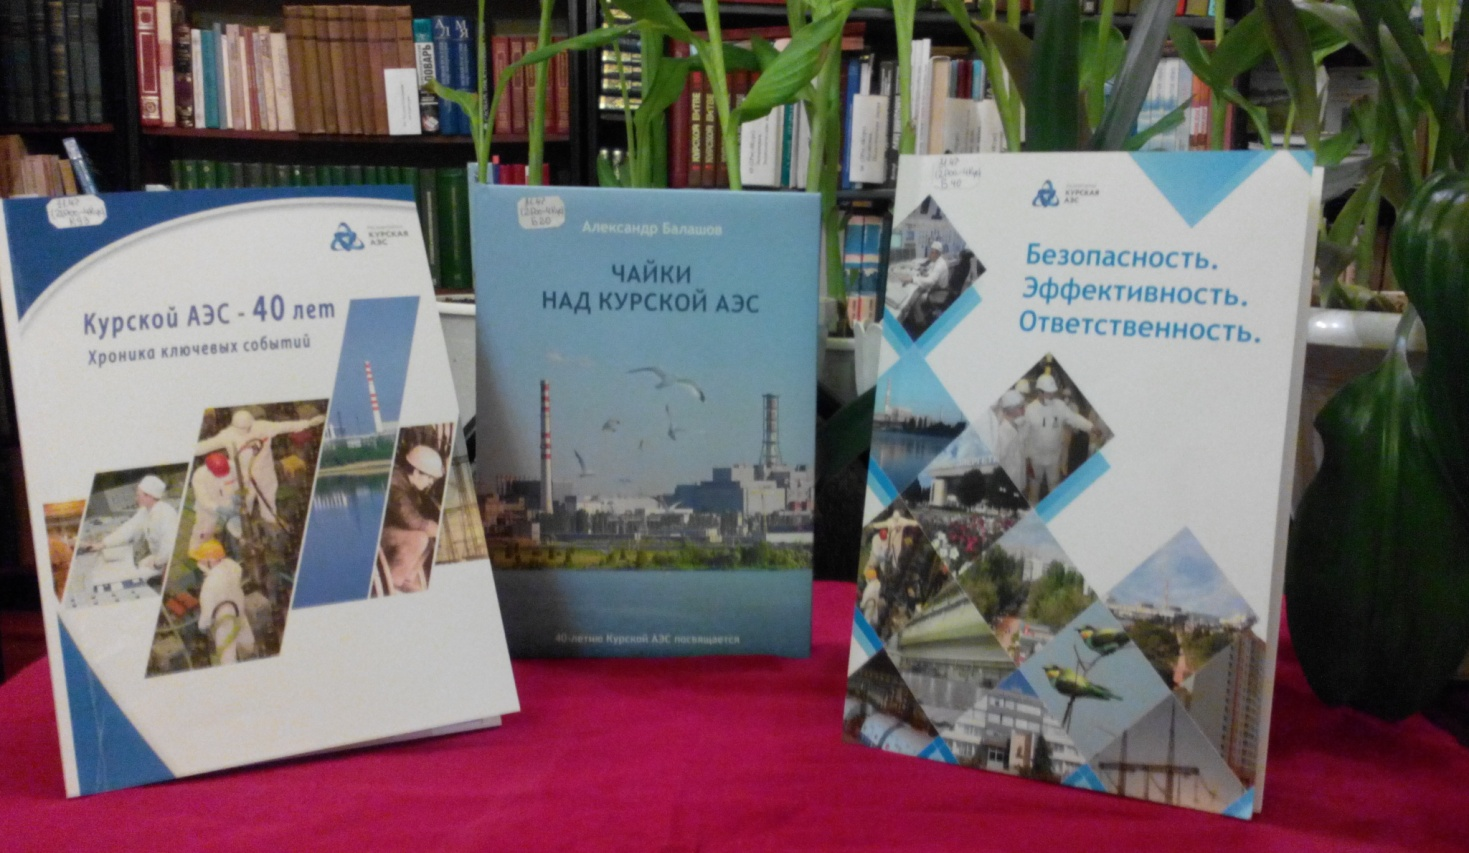 КУРСКАЯ
АЭС
Курской АЭС - 40 лет
Хроника ключевых событий
Александр Балашов
ЧАЙКИ
НАД КУРСКОЙ АЭС
40-летию Курской АЭС посвящается
КУРСКАЯ
АЭС
Безопасность.
Эффективность.
Ответственность.